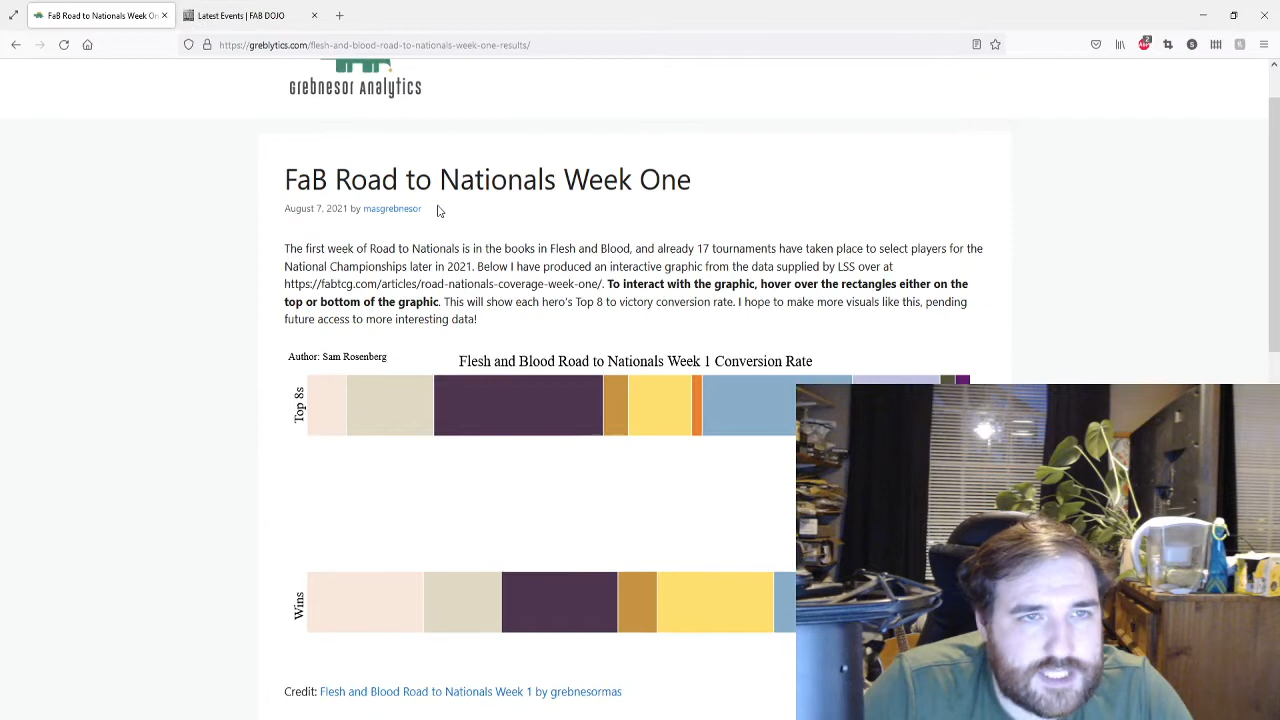 FaB Road to Nationals Week On
Latest Events | FAB DOJO
https://greblytics.com/flesh-and-blood-road-to-nationals-week-one-results/
2
Grebnesor Analytics
FaB Road to Nationals Week One
August 7, 2021 by masgrebnesor
The first week of Road to Nationals is in the books in Flesh and Blood, and already 17 tournaments have taken place to select players for the
National Championships later in 2021. Below I have produced an interactive graphic from the data supplied by LSS over at
https://fabtcg.com/articles/road-nationals-coverage-week-one/. To interact with the graphic, hover over the rectangles either on the
top or bottom of the graphic. This will show each hero's Top 8 to victory conversion rate. I hope to make more visuals like this, pending
future access to more interesting data!
Author: Sam Rosenberg
Flesh and Blood Road to Nationals Week 1 Conversion Rate
Top 8s
Wins
Credit: Flesh and Blood Road to Nationals Week 1 by grebnesormas